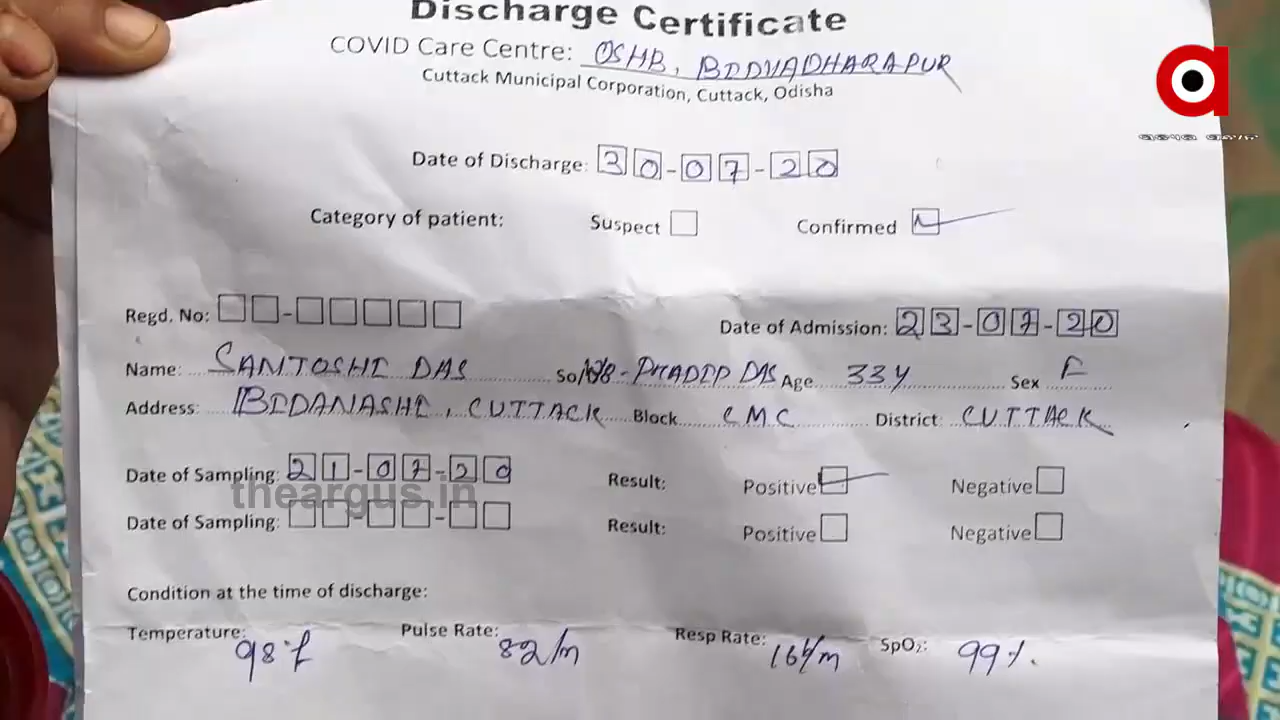 Discharge Certificate
COVID Care Centre: OSHB, BIDYADHARAPUR
Cuttack Municipal Corporation, Cuttack, Odisha
Date of Discharge: 30-07-20
Category of patient: Suspect Confirmed
Regd. No: Date of Admission: 23-07-20
Name: SANTOSHI DAS So/ PRADIP DAS Age 33y Sex F
Address: BIDANASHI, CUTTACK Block CMC District CUTTACK
Date of Sampling: 21-07-20 Result: Positive Negative
theargus.in
Date of Sampling: Result: Positive Negative
Condition at the time of discharge:
Temperature: 98°f Pulse Rate: 82/m Resp Rate: 16/m SpO₂: 99%.